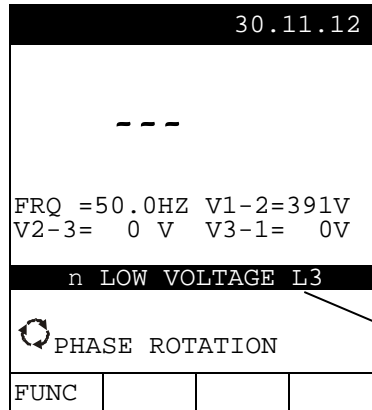 30.11.12
---
FRQ =50.0HZ V1-2=391V
V2-3= 0 V V3-1= 0V
n LOW VOLTAGE L3
PHASE ROTATION
FUNC